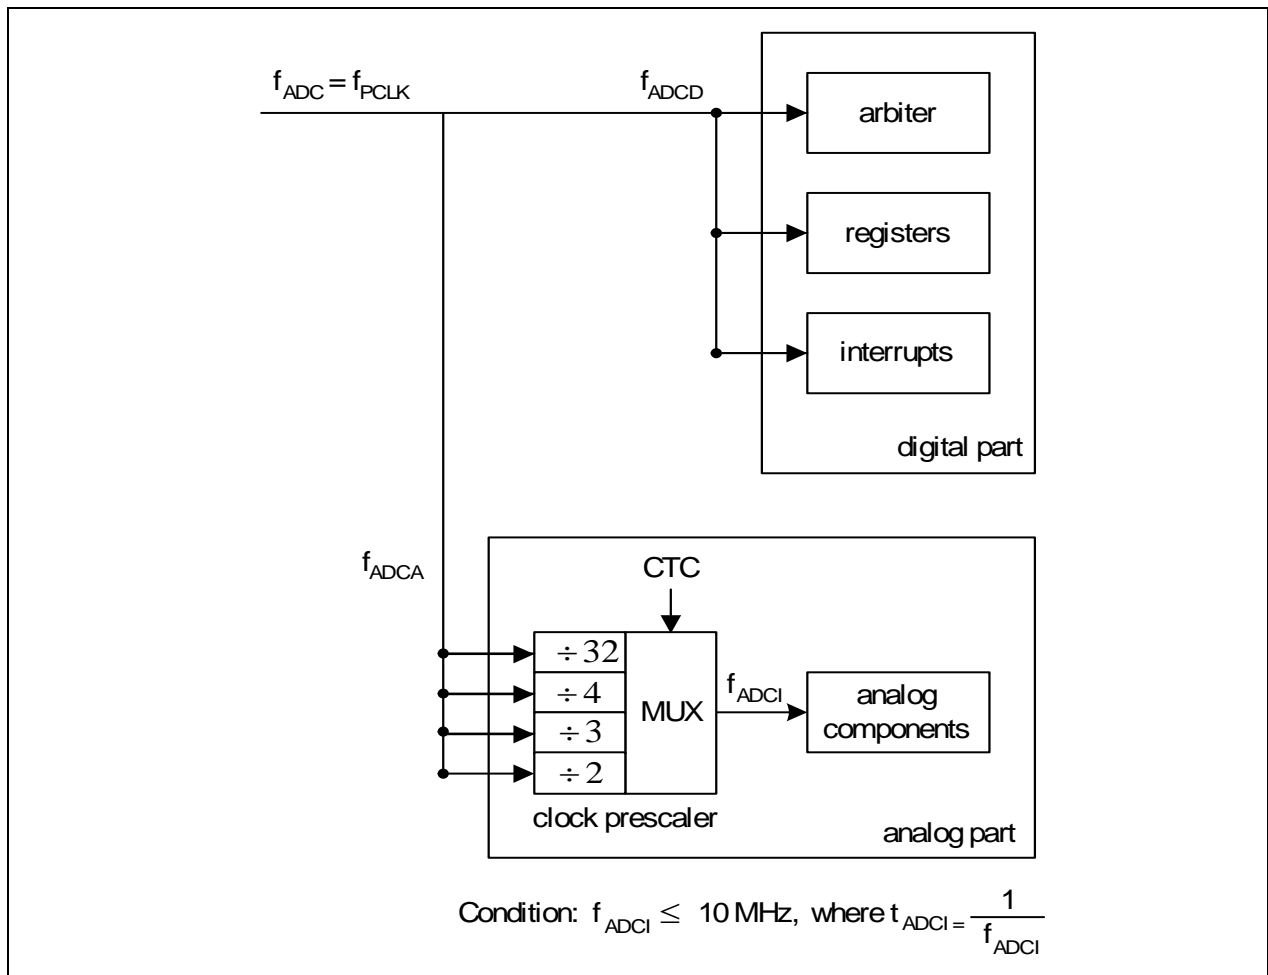 f_ADC = f_PCLK
f_ADCD
arbiter
registers
interrupts
digital part
f_ADCA
CTC
÷ 32
÷ 4
÷ 3
÷ 2
MUX
f_ADCI
analog
components
clock prescaler
analog part
Condition: f_ADCI ≤ 10 MHz, where t_ADCI = 1 / f_ADCI